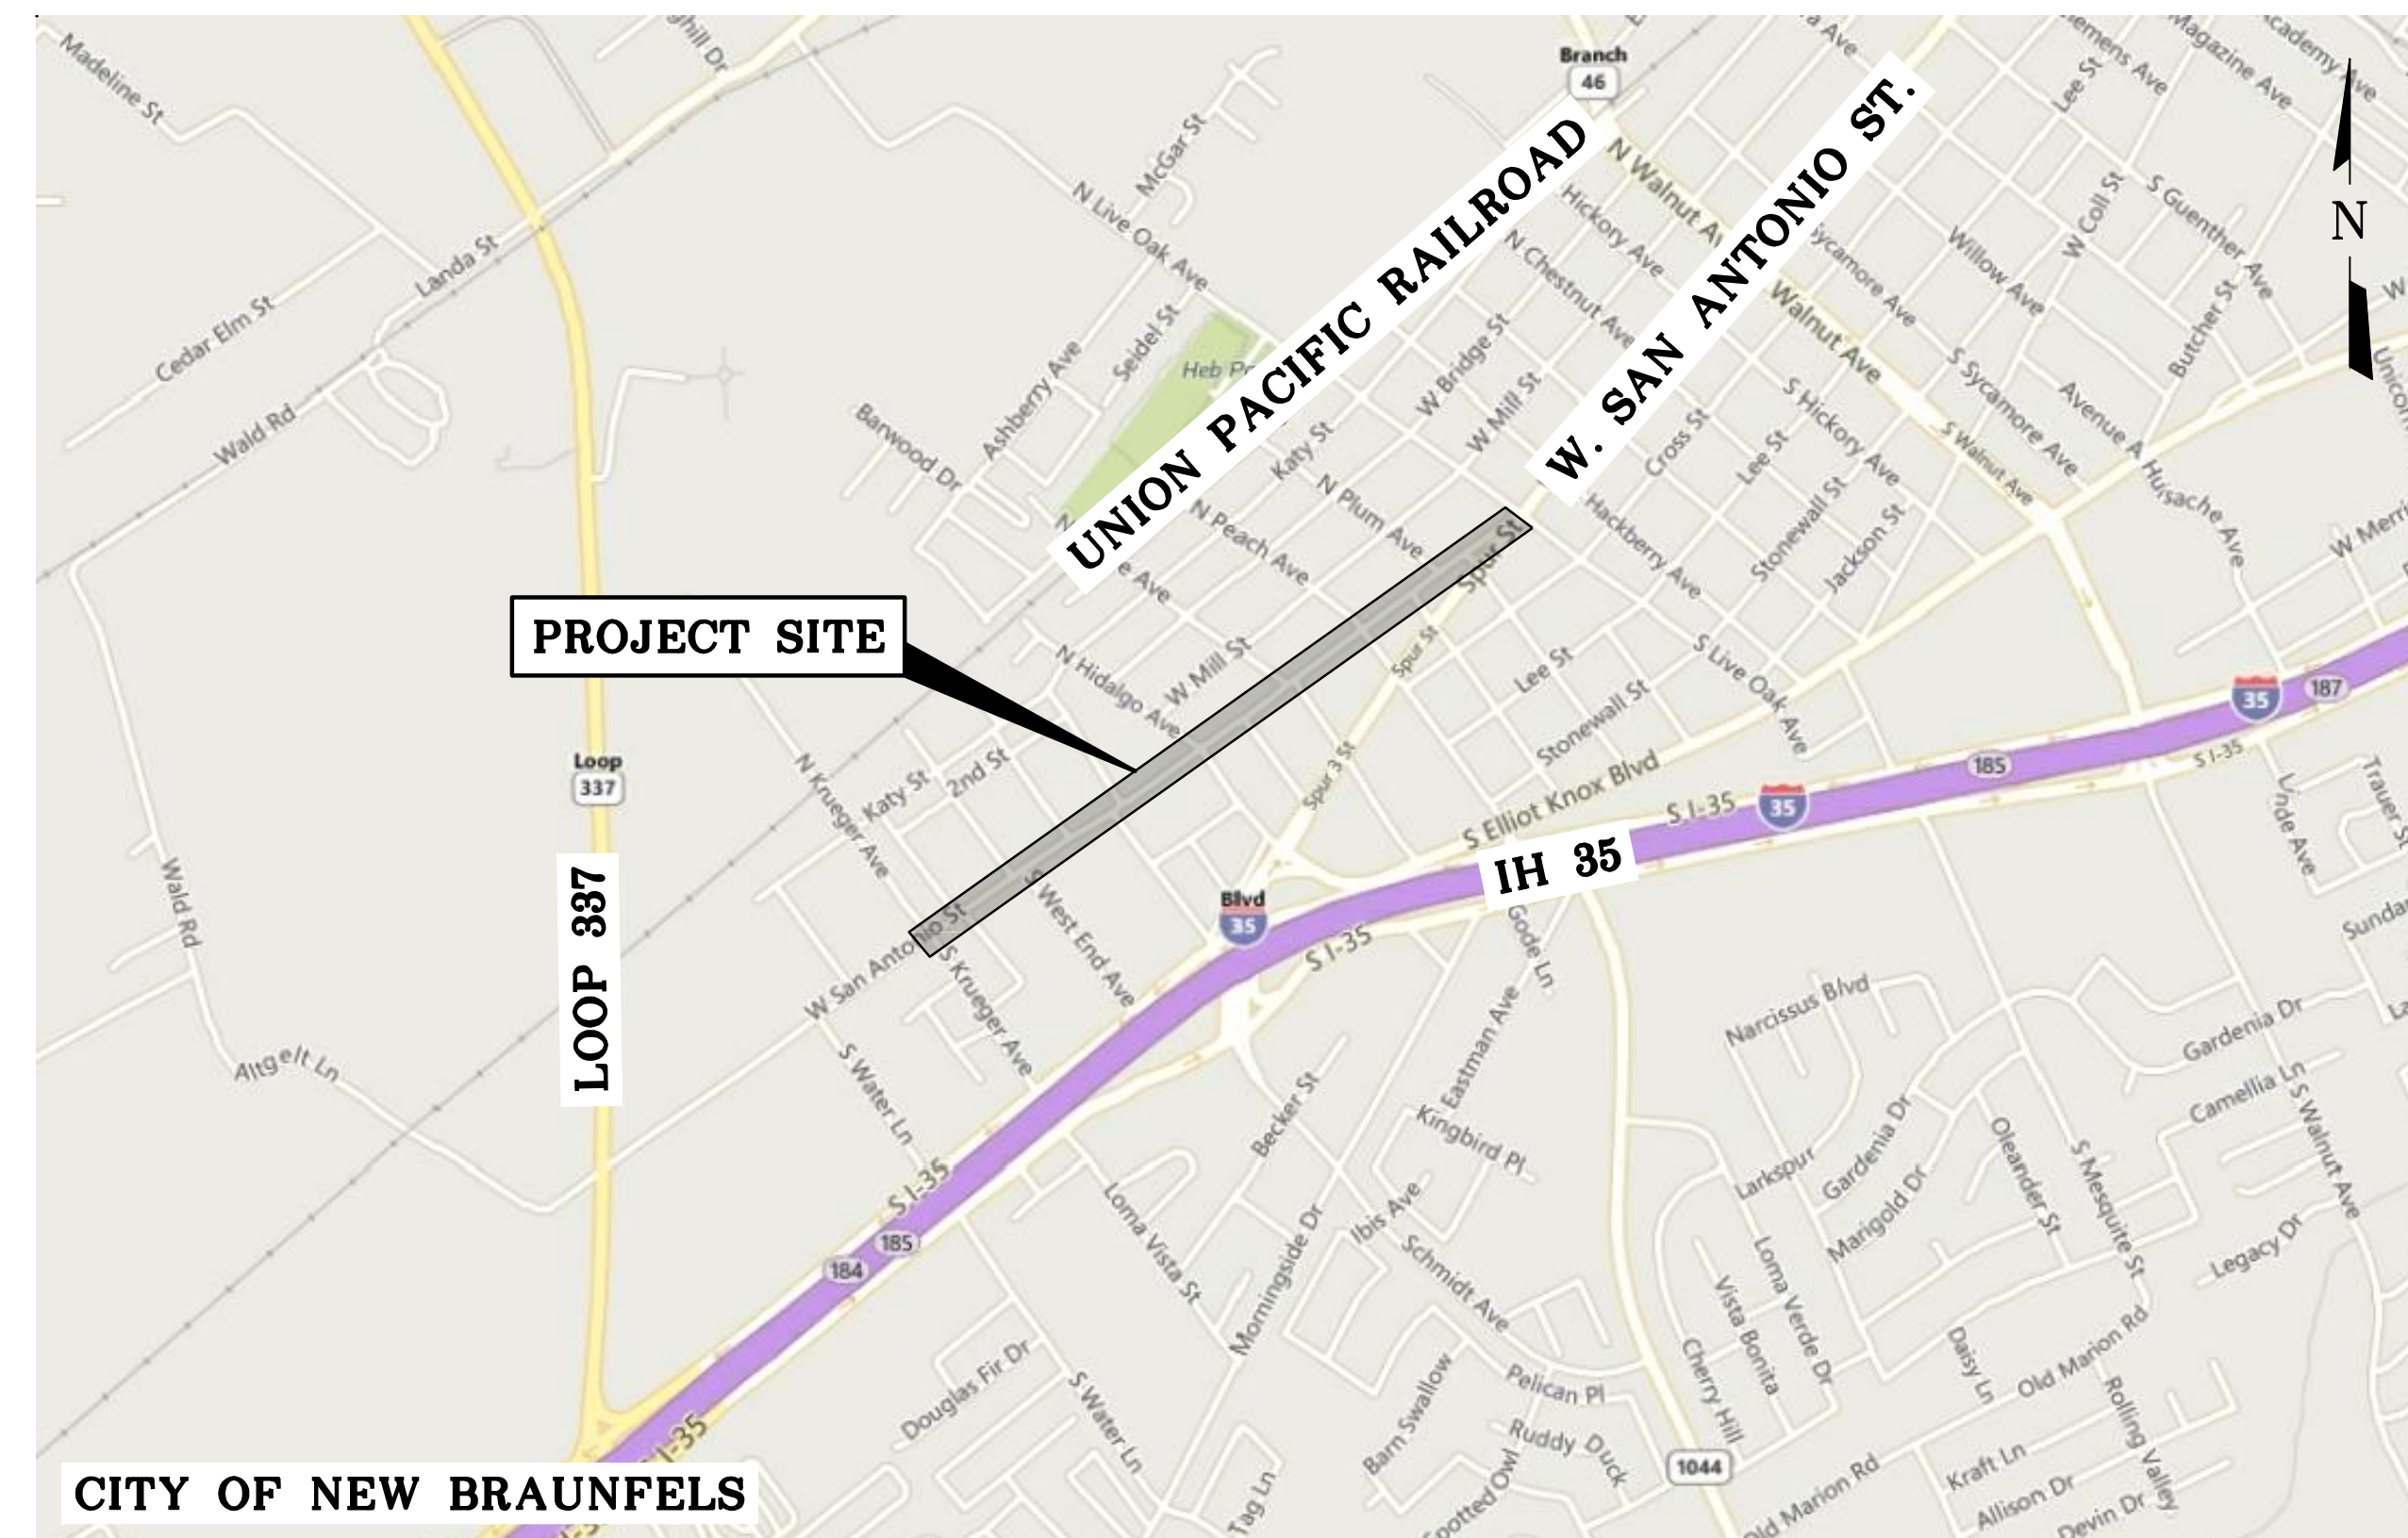 Madeline St
Branch
46
Lee St
Magazine Ave
McGar St
N Live Oak Ave
UNION PACIFIC RAILROAD
W. SAN ANTONIO ST.
N
Hickory Ave
N Chestnut Ave
Walnut Ave
Sycamore Ave
Willow Ave
W Coll St
S Guenther Ave
Butcher St
Landa St
Cedar Elm St
Wald Rd
Seidel St
Ashberry Ave
Barwood Dr
W Bridge St
W Mill St
Katy St
N Plum Ave
N Peach Ave
Cross St
Lee St
S Hickory Ave
S Sycamore Ave
S Walnut Ave
Avenue A
Huisache Ave
Hackberry Ave
Stonewall St
Jackson St
Spur St
PROJECT SITE
N Hidalgo Ave
W Mill St
Spur St
Lee St
Stonewall St
S Live Oak Ave
35
187
Loop
337
N Krueger Ave
Katy St
2nd St
Spur 3 St
S Elliot Knox Blvd
S I-35
35
185
S I-35
Linde Ave
LOOP 337
IH 35
Blvd
35
S I-35
Wald Rd
W San Antonio St
S West End Ave
S Krueger Ave
Gode Ln
Eastman Ave
Narcissus Blvd
Gardenia Dr
Camellia Ln
S Walnut Ave
Altgelt Ln
S Water Ln
Becker St
Kingbird Pl
Larkspur
Gardenia Dr
Marigold Dr
Oleander St
S Mesquite St
Legacy Dr
S I-35
185
184
Loma Vista St
Morningside Dr
Ibis Ave
Schmidt Ave
Loma Verde Dr
Vista Bonita
Cherry Hill
Daisy Ln
Old Marion Rd
Rolling Valley
Douglas Fir Dr
S Water Ln
Barn Swallow
Pelican Pl
Ruddy Duck
Spotted Owl
Tag Ln
1044
Old Marion Rd
Kraft Ln
Allison Dr
Devin Dr
CITY OF NEW BRAUNFELS